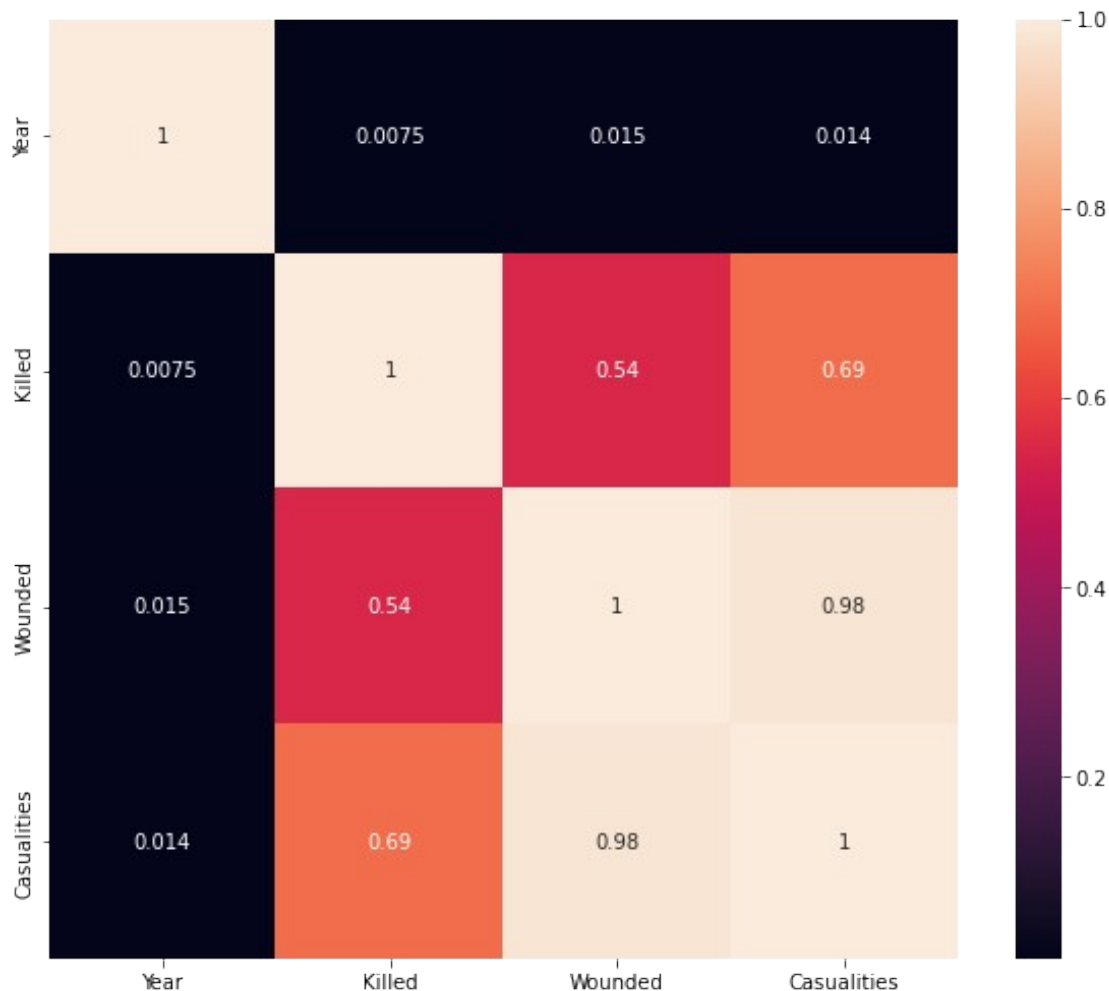 1.0
Year 1 0.0075 0.015 0.014
0.8
Killed 0.0075 1 0.54 0.69
0.6
Wounded 0.015 0.54 1 0.98
0.4
0.2
Casualities 0.014 0.69 0.98 1
Year Killed Wounded Casualities